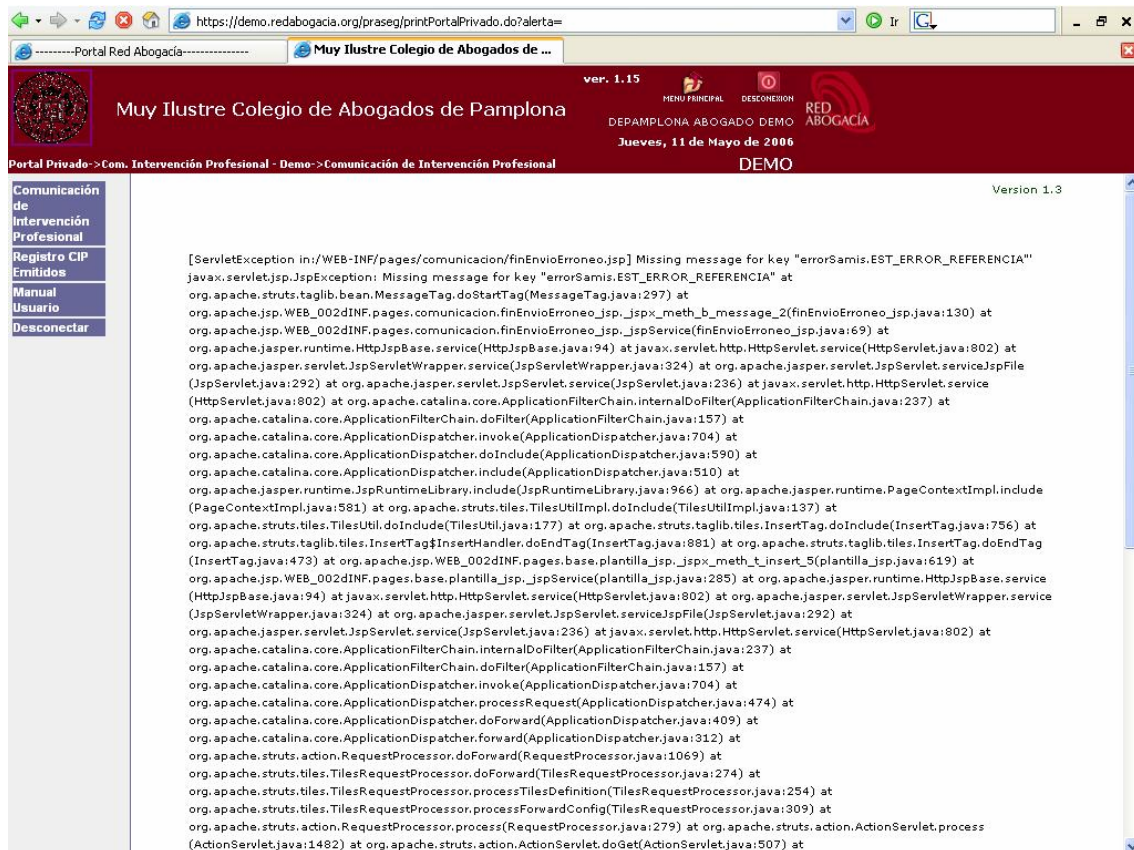 https://demo.redabogacia.org/praseg/printPortalPrivado.do?alerta=
Ir
---------Portal Red Abogacía---------------
Muy Ilustre Colegio de Abogados de ...
ver. 1.15
MENU PRINCIPAL
DESCONEXION
RED
ABOGACÍA
Muy Ilustre Colegio de Abogados de Pamplona
DEPAMPLONA ABOGADO DEMO
Jueves, 11 de Mayo de 2006
Portal Privado->Com. Intervención Profesional - Demo->Comunicación de Intervención Profesional
DEMO
Comunicación
de
Intervención
Profesional
Registro CIP
Emitidos
Manual
Usuario
Desconectar
Version 1.3
[ServletException in:/WEB-INF/pages/comunicacion/finEnvioErroneo.jsp] Missing message for key "errorSamis.EST_ERROR_REFERENCIA"'
javax.servlet.jsp.JspException: Missing message for key "errorSamis.EST_ERROR_REFERENCIA" at
org.apache.struts.taglib.bean.MessageTag.doStartTag(MessageTag.java:297) at
org.apache.jsp.WEB_002dINF.pages.comunicacion.finEnvioErroneo_jsp._jspx_meth_b_message_2(finEnvioErroneo_jsp.java:130) at
org.apache.jsp.WEB_002dINF.pages.comunicacion.finEnvioErroneo_jsp._jspService(finEnvioErroneo_jsp.java:69) at
org.apache.jasper.runtime.HttpJspBase.service(HttpJspBase.java:94) at javax.servlet.http.HttpServlet.service(HttpServlet.java:802) at
org.apache.jasper.servlet.JspServletWrapper.service(JspServletWrapper.java:324) at org.apache.jasper.servlet.JspServlet.serviceJspFile
(JspServlet.java:292) at org.apache.jasper.servlet.JspServlet.service(JspServlet.java:236) at javax.servlet.http.HttpServlet.service
(HttpServlet.java:802) at org.apache.catalina.core.ApplicationFilterChain.internalDoFilter(ApplicationFilterChain.java:237) at
org.apache.catalina.core.ApplicationFilterChain.doFilter(ApplicationFilterChain.java:157) at
org.apache.catalina.core.ApplicationDispatcher.invoke(ApplicationDispatcher.java:704) at
org.apache.catalina.core.ApplicationDispatcher.doInclude(ApplicationDispatcher.java:590) at
org.apache.catalina.core.ApplicationDispatcher.include(ApplicationDispatcher.java:510) at
org.apache.jasper.runtime.JspRuntimeLibrary.include(JspRuntimeLibrary.java:966) at org.apache.jasper.runtime.PageContextImpl.include
(PageContextImpl.java:581) at org.apache.struts.tiles.TilesUtilImpl.doInclude(TilesUtilImpl.java:137) at
org.apache.struts.tiles.TilesUtil.doInclude(TilesUtil.java:177) at org.apache.struts.taglib.tiles.InsertTag.doInclude(InsertTag.java:756) at
org.apache.struts.taglib.tiles.InsertTag$InsertHandler.doEndTag(InsertTag.java:881) at org.apache.struts.taglib.tiles.InsertTag.doEndTag
(InsertTag.java:473) at org.apache.jsp.WEB_002dINF.pages.base.plantilla_jsp._jspx_meth_t_insert_5(plantilla_jsp.java:619) at
org.apache.jsp.WEB_002dINF.pages.base.plantilla_jsp._jspService(plantilla_jsp.java:285) at org.apache.jasper.runtime.HttpJspBase.service
(HttpJspBase.java:94) at javax.servlet.http.HttpServlet.service(HttpServlet.java:802) at org.apache.jasper.servlet.JspServletWrapper.service
(JspServletWrapper.java:324) at org.apache.jasper.servlet.JspServlet.serviceJspFile(JspServlet.java:292) at
org.apache.jasper.servlet.JspServlet.service(JspServlet.java:236) at javax.servlet.http.HttpServlet.service(HttpServlet.java:802) at
org.apache.catalina.core.ApplicationFilterChain.internalDoFilter(ApplicationFilterChain.java:237) at
org.apache.catalina.core.ApplicationFilterChain.doFilter(ApplicationFilterChain.java:157) at
org.apache.catalina.core.ApplicationDispatcher.invoke(ApplicationDispatcher.java:704) at
org.apache.catalina.core.ApplicationDispatcher.processRequest(ApplicationDispatcher.java:474) at
org.apache.catalina.core.ApplicationDispatcher.doForward(ApplicationDispatcher.java:409) at
org.apache.catalina.core.ApplicationDispatcher.forward(ApplicationDispatcher.java:312) at
org.apache.struts.action.RequestProcessor.doForward(RequestProcessor.java:1069) at
org.apache.struts.tiles.TilesRequestProcessor.doForward(TilesRequestProcessor.java:274) at
org.apache.struts.tiles.TilesRequestProcessor.processTilesDefinition(TilesRequestProcessor.java:254) at
org.apache.struts.tiles.TilesRequestProcessor.processForwardConfig(TilesRequestProcessor.java:309) at
org.apache.struts.action.RequestProcessor.process(RequestProcessor.java:279) at org.apache.struts.action.ActionServlet.process
(ActionServlet.java:1482) at org.apache.struts.action.ActionServlet.doGet(ActionServlet.java:507) at